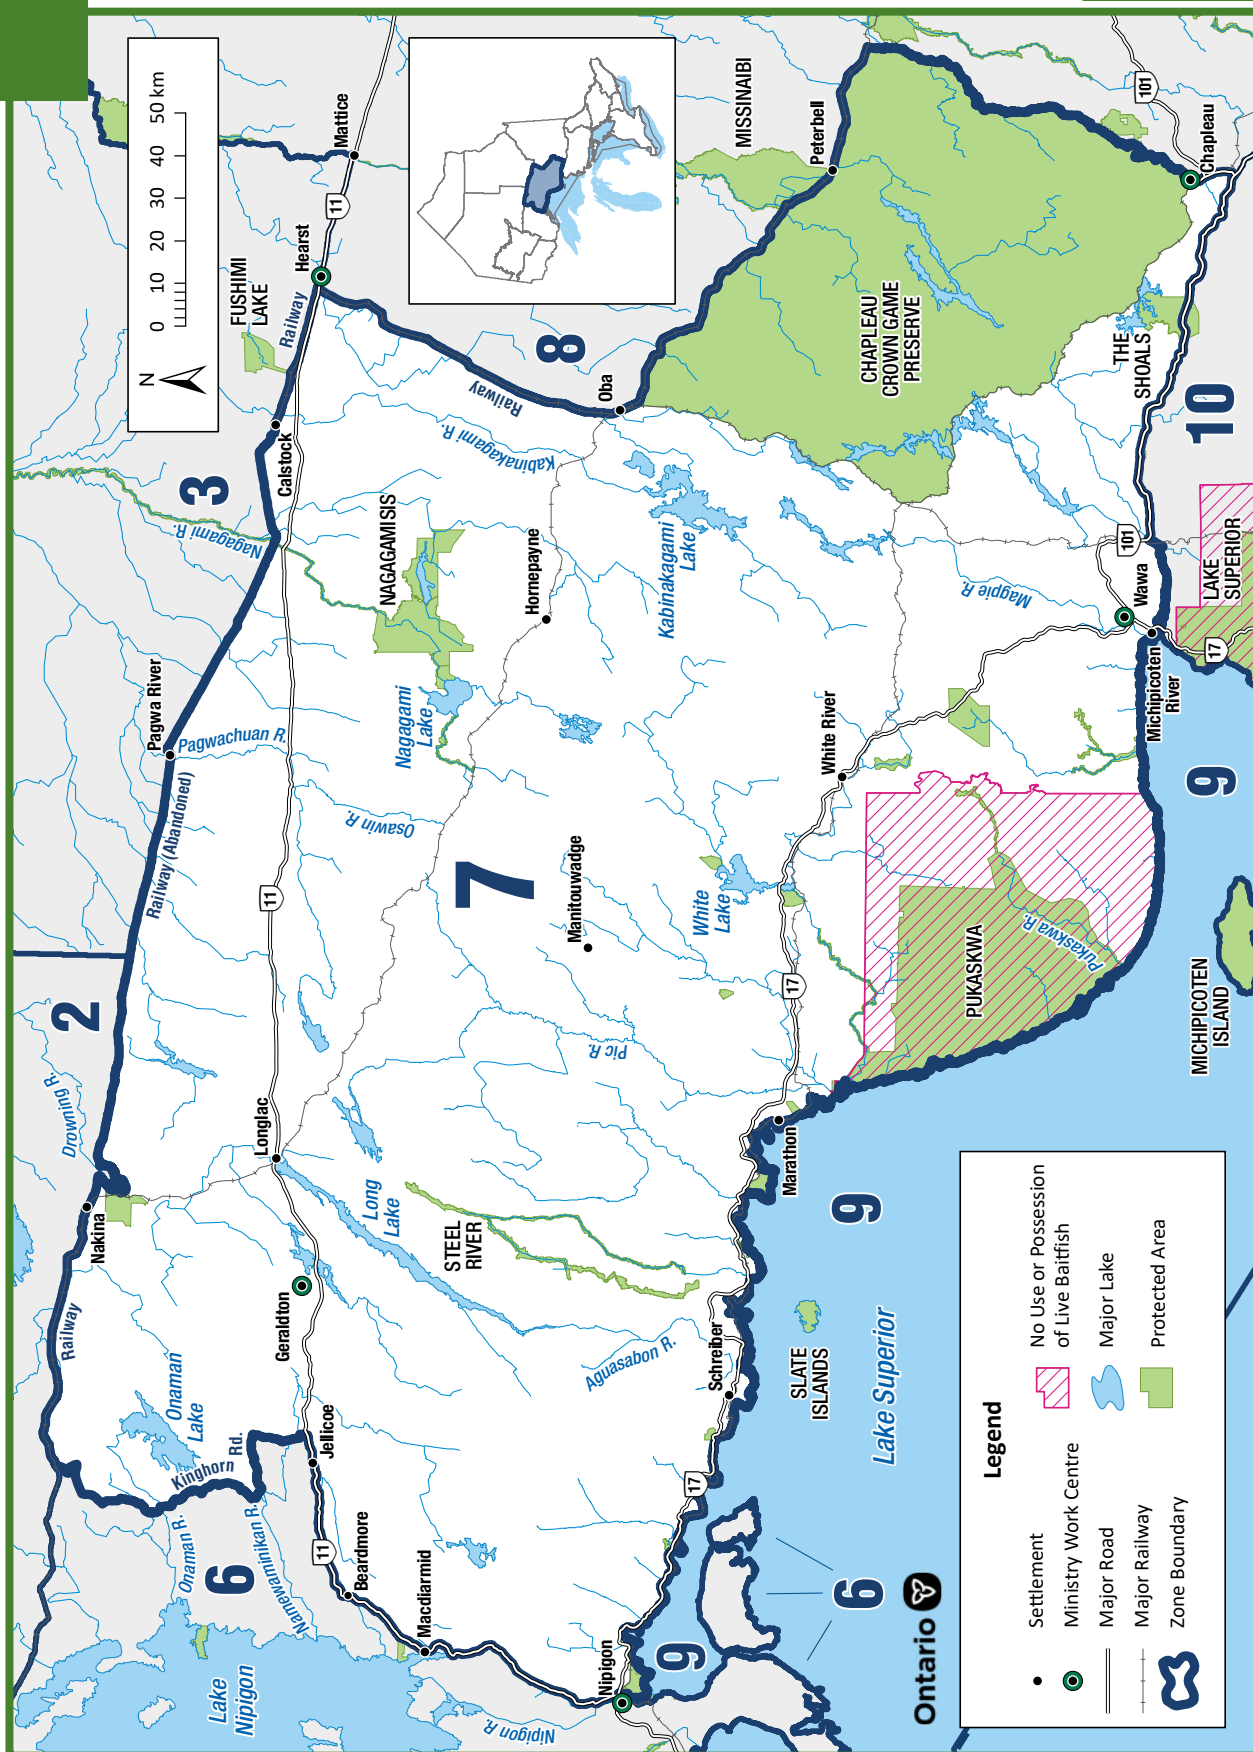 2
3
6
6
7
8
9
9
9
10
N
0 10 20 30 40 50 km
Railway
Railway (Abandoned)
Railway
Railway
Kinghorn
Rd.
Nakina
Pagwa River
Calstock
Hearst
Mattice
Longlac
Geraldton
Jellicoe
Beardmore
Macdiarmid
Nipigon
Schreiber
Marathon
Manitouwadge
Hornepayne
Oba
Peterbell
White River
Wawa
Michipicoten
River
Chapleau
11
11
11
17
17
17
101
101
FUSHIMI
LAKE
NAGAGAMISIS
MISSINAIBI
CHAPLEAU
CROWN GAME
PRESERVE
THE
SHOALS
LAKE
SUPERIOR
PUKASKWA
STEEL
RIVER
SLATE
ISLANDS
MICHIPICOTEN
ISLAND
Drowning R.
Nagagami R.
Pagwachuan R.
Osawin R.
Kabinakagami R.
Onaman R.
Namewaminikan R.
Nipigon R.
Aguasabon R.
Pic R.
Pukaskwa R.
Magpie R.
Onaman
Lake
Lake
Nipigon
Long
Lake
Nagagami
Lake
Kabinakagami
Lake
White
Lake
Lake Superior
Ontario
Legend
Settlement
Ministry Work Centre
Major Road
Major Railway
Zone Boundary
No Use or Possession
of Live Baitfish
Major Lake
Protected Area